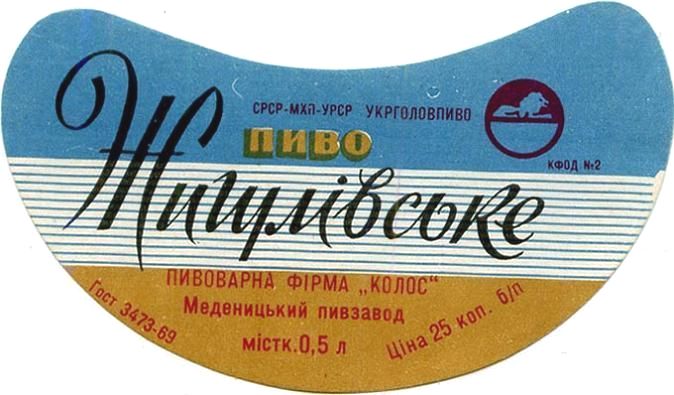 СРСР-МХП-УРСР УКРГОЛОВПИВО
ПИВО
КФОД №2
Жигулівське
ПИВОВАРНА ФІРМА „КОЛОС“
Меденицький пивзавод
Гост 3473-69
містк.0,5 л
Ціна 25 коп. б/п